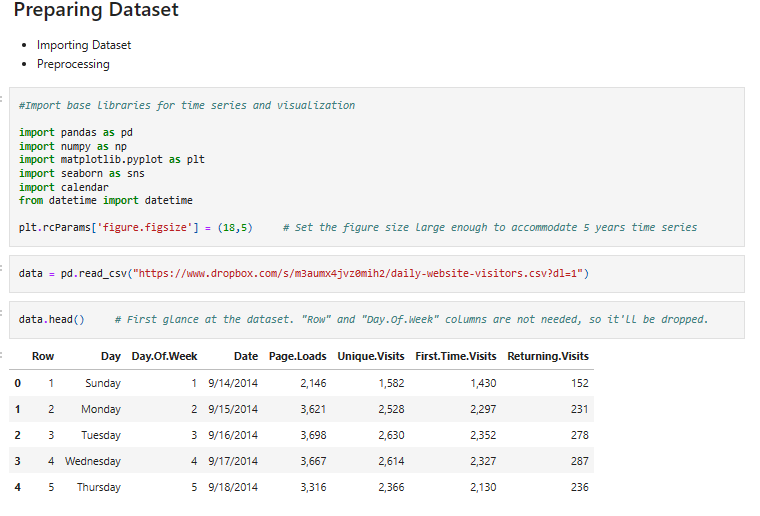 Preparing Dataset
• Importing Dataset
• Preprocessing
#Import base libraries for time series and visualization
import pandas as pd
import numpy as np
import matplotlib.pyplot as plt
import seaborn as sns
import calendar
from datetime import datetime
plt.rcParams['figure.figsize'] = (18,5)     # Set the figure size large enough to accommodate 5 years time series
data = pd.read_csv("https://www.dropbox.com/s/m3aumx4jvz0mih2/daily-website-visitors.csv?dl=1")
data.head()     # First glance at the dataset. "Row" and "Day.Of.Week" columns are not needed, so it'll be dropped.
Row Day Day.Of.Week Date Page.Loads Unique.Visits First.Time.Visits Returning.Visits
0 1 Sunday 1 9/14/2014 2,146 1,582 1,430 152
1 2 Monday 2 9/15/2014 3,621 2,528 2,297 231
2 3 Tuesday 3 9/16/2014 3,698 2,630 2,352 278
3 4 Wednesday 4 9/17/2014 3,667 2,614 2,327 287
4 5 Thursday 5 9/18/2014 3,316 2,366 2,130 236